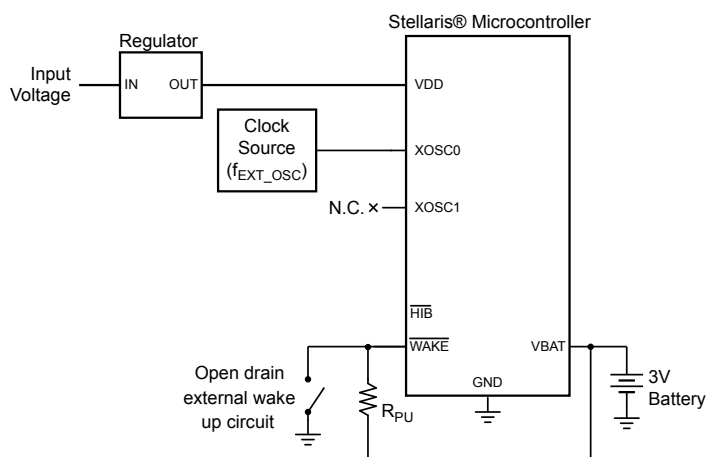 Stellaris® Microcontroller
Regulator
Input
Voltage
IN
OUT
VDD
Clock
Source
(fEXT_OSC)
XOSC0
N.C.
XOSC1
HIB
WAKE
VBAT
Open drain
external wake
up circuit
RPU
GND
3V
Battery